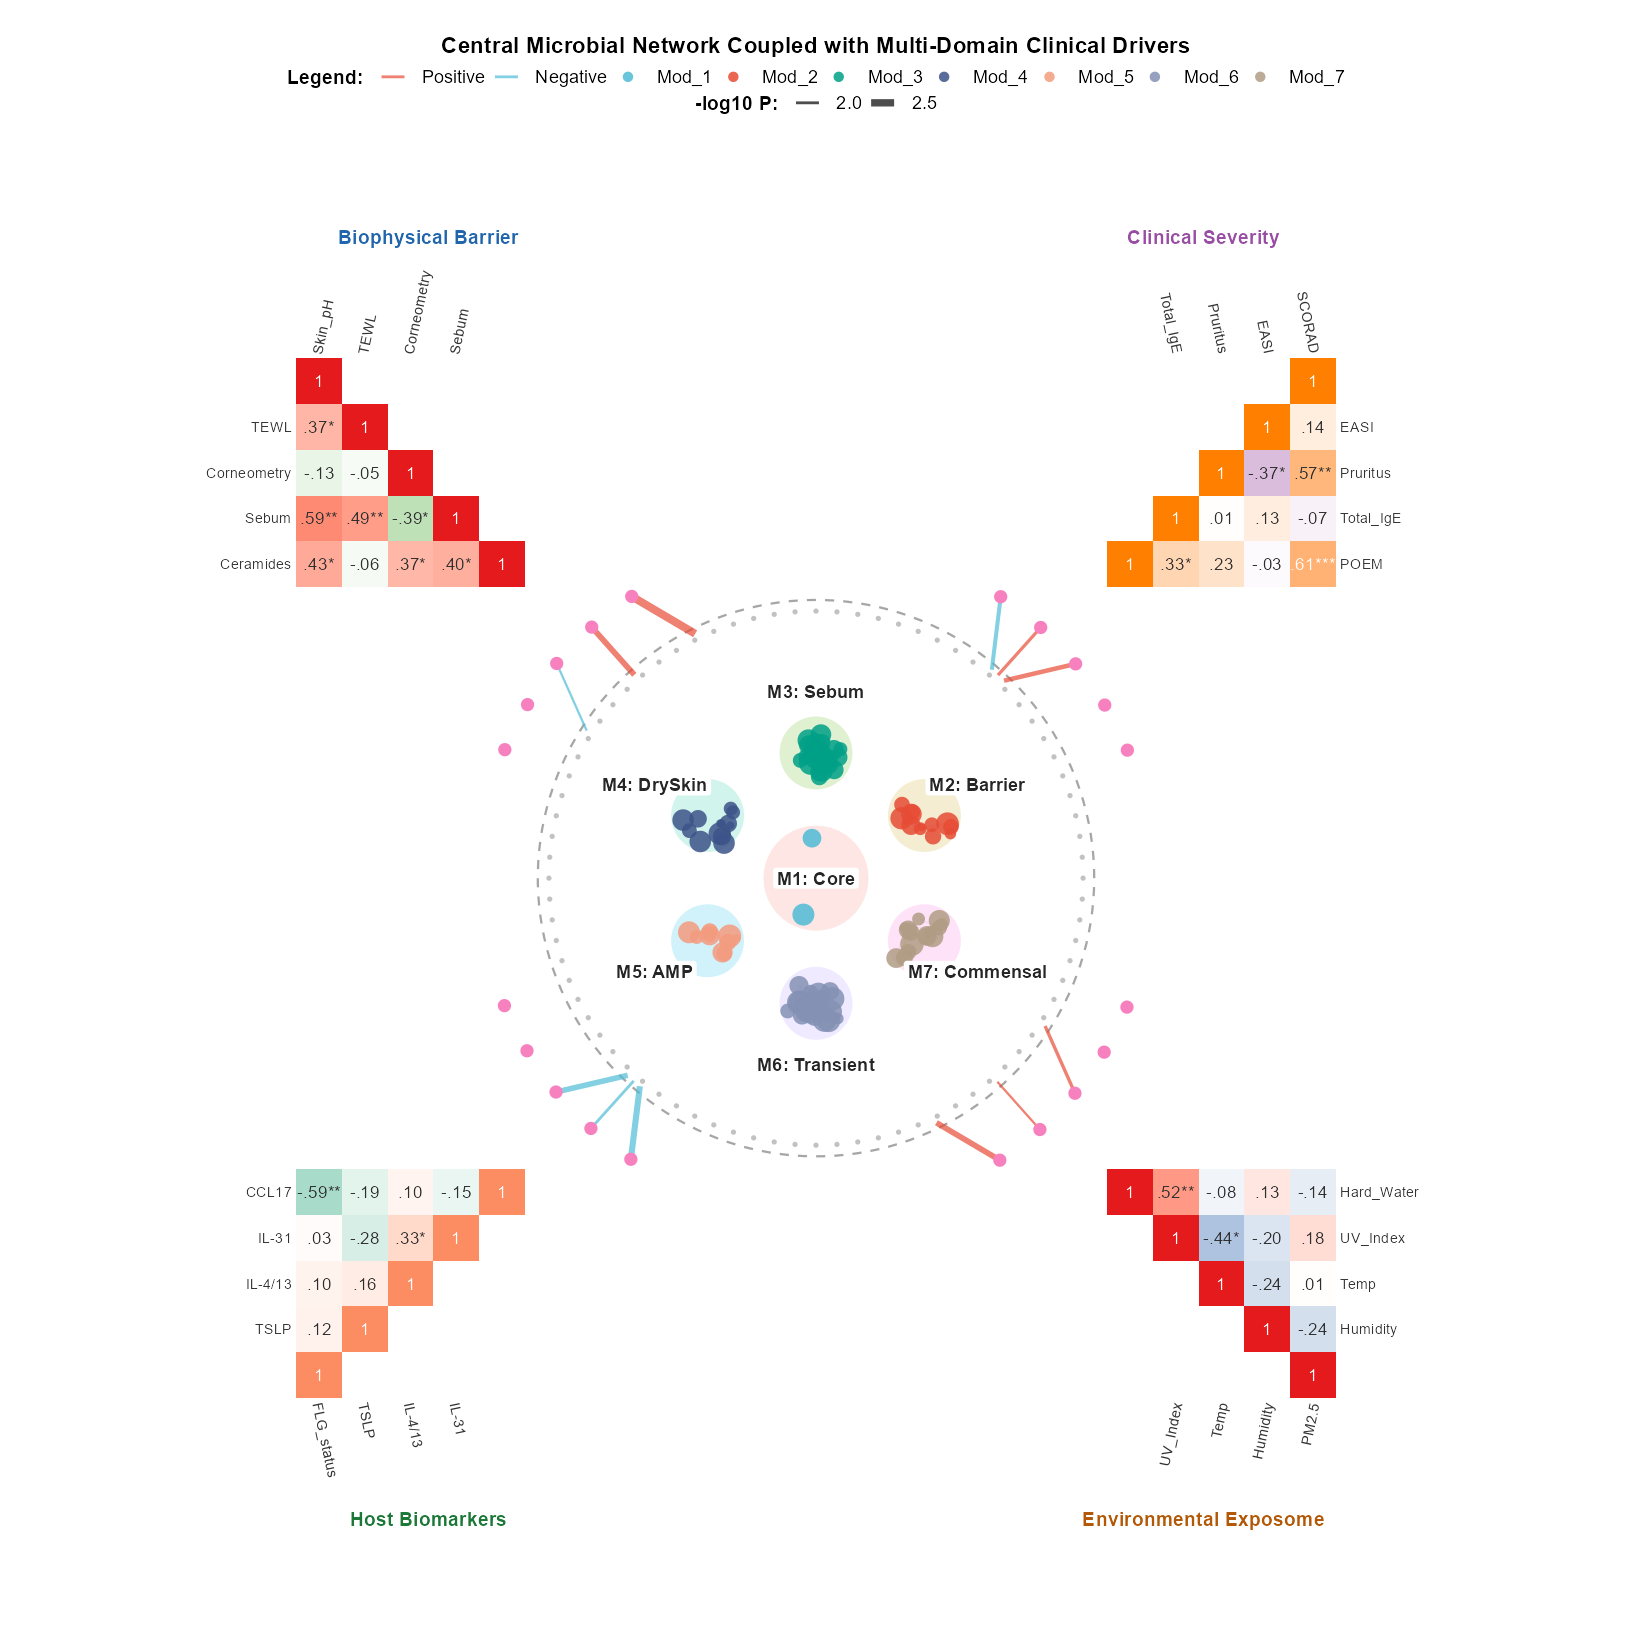 Central Microbial Network Coupled with Multi-Domain Clinical Drivers
Legend: Positive Negative Mod_1 Mod_2 Mod_3 Mod_4 Mod_5 Mod_6 Mod_7
-log10 P: 2.0 2.5
Biophysical Barrier
Skin_pH TEWL Corneometry Sebum
1
TEWL .37* 1
Corneometry -.13 -.05 1
Sebum .59** .49** -.39* 1
Ceramides .43* -.06 .37* .40* 1
Clinical Severity
Total_IgE Pruritus EASI SCORAD
1
1 .14 EASI
1 -.37* .57** Pruritus
1 .01 .13 -.07 Total_IgE
1 .33* .23 -.03 .61*** POEM
M3: Sebum
M4: DrySkin
M2: Barrier
M1: Core
M5: AMP
M7: Commensal
M6: Transient
CCL17 -.59** -.19 .10 -.15 1
IL-31 .03 -.28 .33* 1
IL-4/13 .10 .16 1
TSLP .12 1
1
FLG_status TSLP IL-4/13 IL-31
Host Biomarkers
1 .52** -.08 .13 -.14 Hard_Water
1 -.44* -.20 .18 UV_Index
1 -.24 .01 Temp
1 -.24 Humidity
1
UV_Index Temp Humidity PM2.5
Environmental Exposome